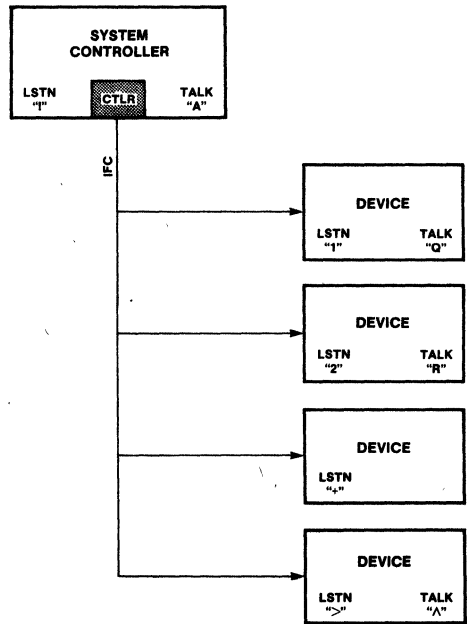 SYSTEM
CONTROLLER
LSTN CTLR TALK
"!" "A"
IFC
DEVICE
LSTN TALK
"1" "Q"
DEVICE
LSTN TALK
"2" "R"
DEVICE
LSTN
"+"
DEVICE
LSTN TALK
">" "^"